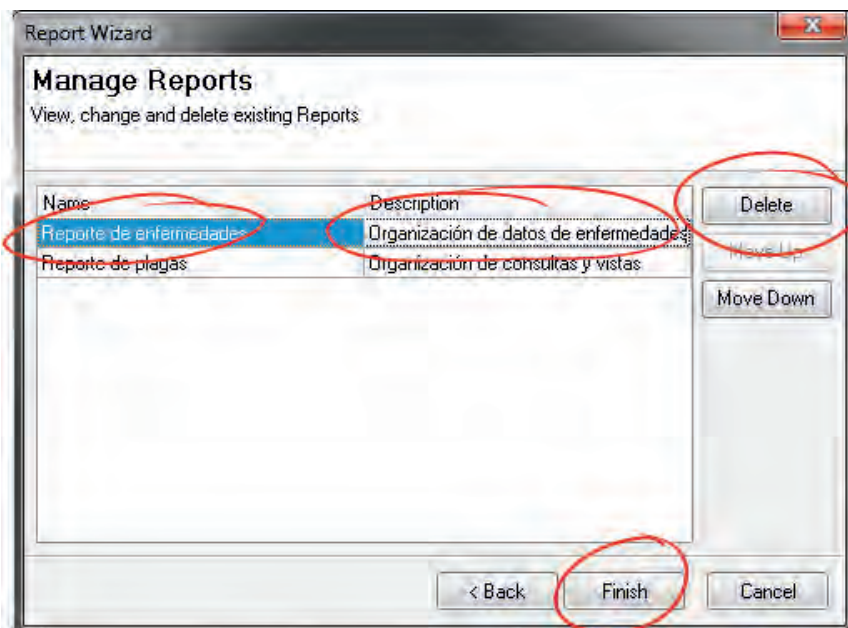 Report Wizard
Manage Reports
View, change and delete existing Reports
Name Description
Reporte de enfermedades Organización de datos de enfermedades
Reporte de plagas Organización de consultas y vistas
Delete
Move Up
Move Down
< Back Finish Cancel